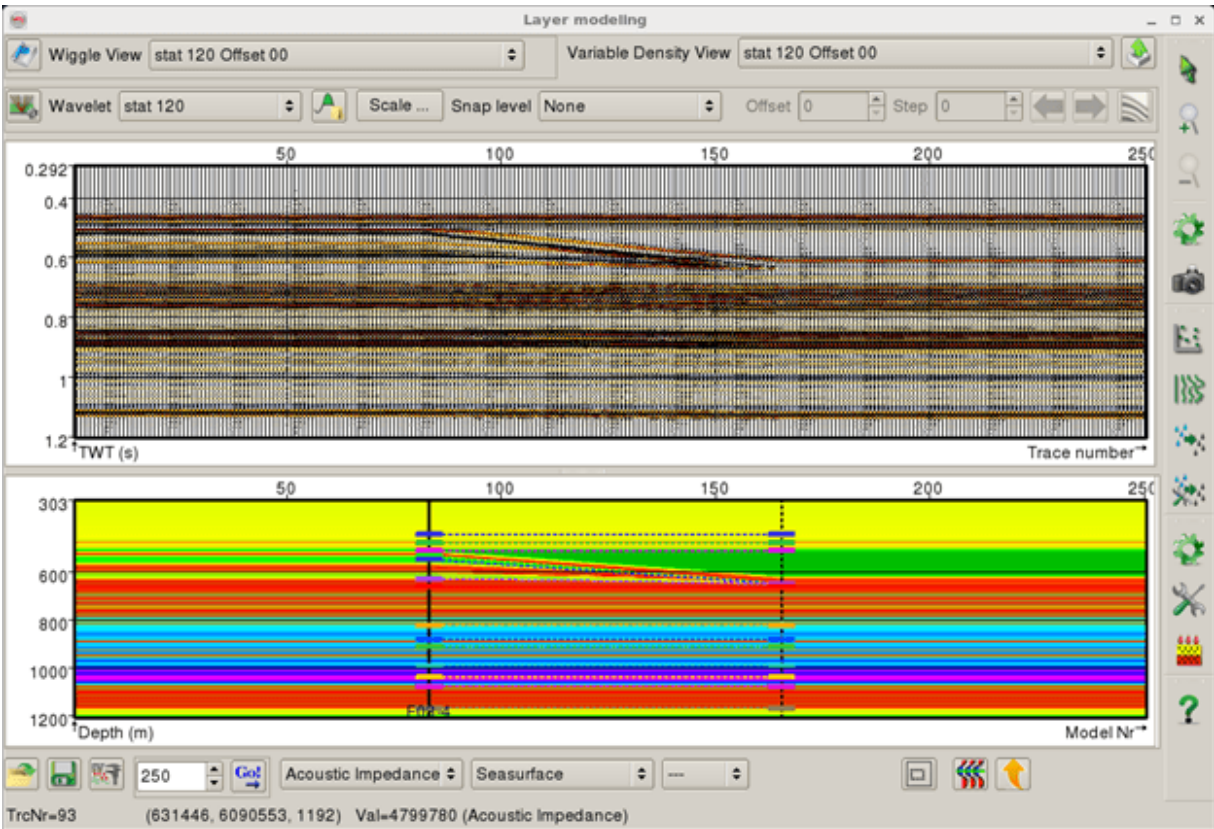 Layer modeling
Wiggle View stat 120 Offset 00 Variable Density View stat 120 Offset 00
Wavelet stat 120 Scale ... Snap level None Offset 0 Step 0
50 100 150 200 250
0.292
0.4
0.6
0.8
1
1.2
TWT (s) Trace number
50 100 150 200 250
303
600
800
1000
1200
Depth (m) Model Nr
250 Go! Acoustic Impedance Seasurface ---
TrcNr=93 (631446, 6090553, 1192) Val=4799780 (Acoustic Impedance)